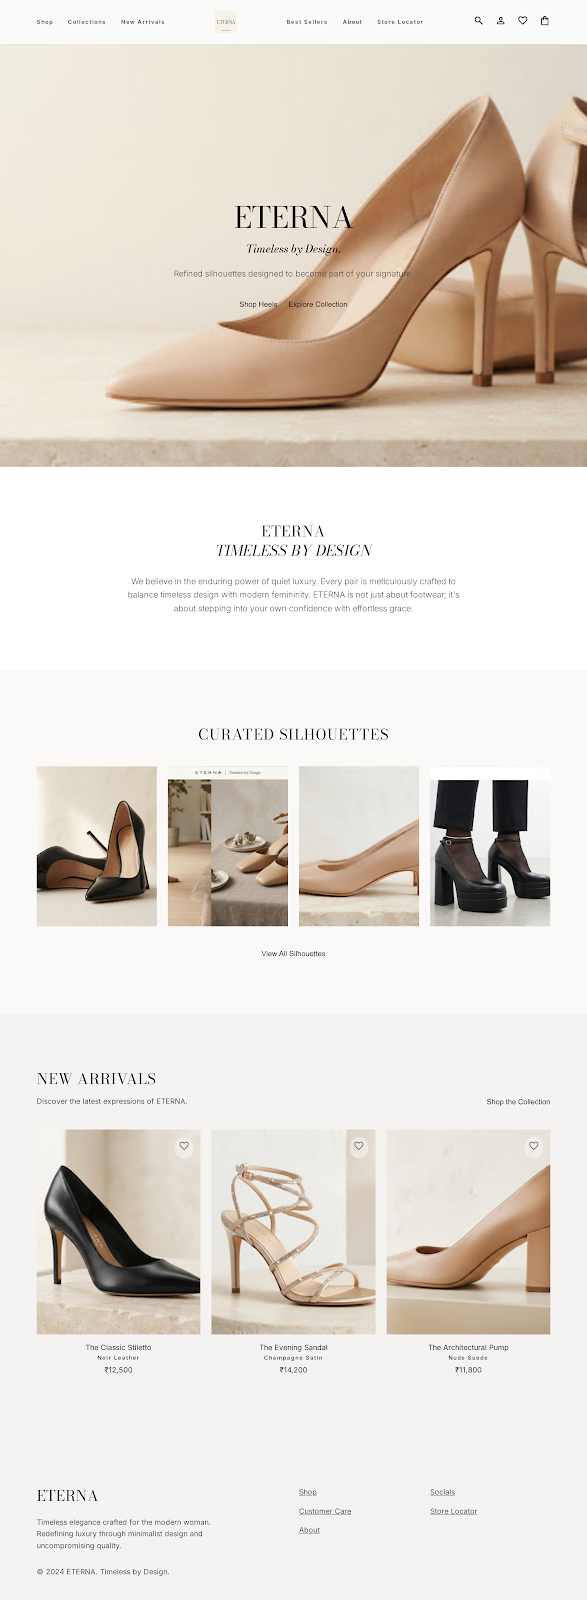 Shop Collections New Arrivals ETERNA Best Sellers About Store Locator
ETERNA
Timeless by Design.
Refined silhouettes designed to become part of your signature.
Shop Heels Explore Collection
ETERNA
TIMELESS BY DESIGN
We believe in the enduring power of quiet luxury. Every pair is meticulously crafted to
balance timeless design with modern femininity. ETERNA is not just about footwear; it's
about stepping into your own confidence with effortless grace.
CURATED SILHOUETTES
ETERNA | Timeless by Design
View All Silhouettes
NEW ARRIVALS
Discover the latest expressions of ETERNA.
Shop the Collection
The Classic Stiletto
Noir Leather
₹12,500
The Evening Sandal
Champagne Satin
₹14,200
The Architectural Pump
Nude Suede
₹11,800
ETERNA
Timeless elegance crafted for the modern woman.
Redefining luxury through minimalist design and
uncompromising quality.
© 2024 ETERNA. Timeless by Design.
Shop
Customer Care
About
Socials
Store Locator